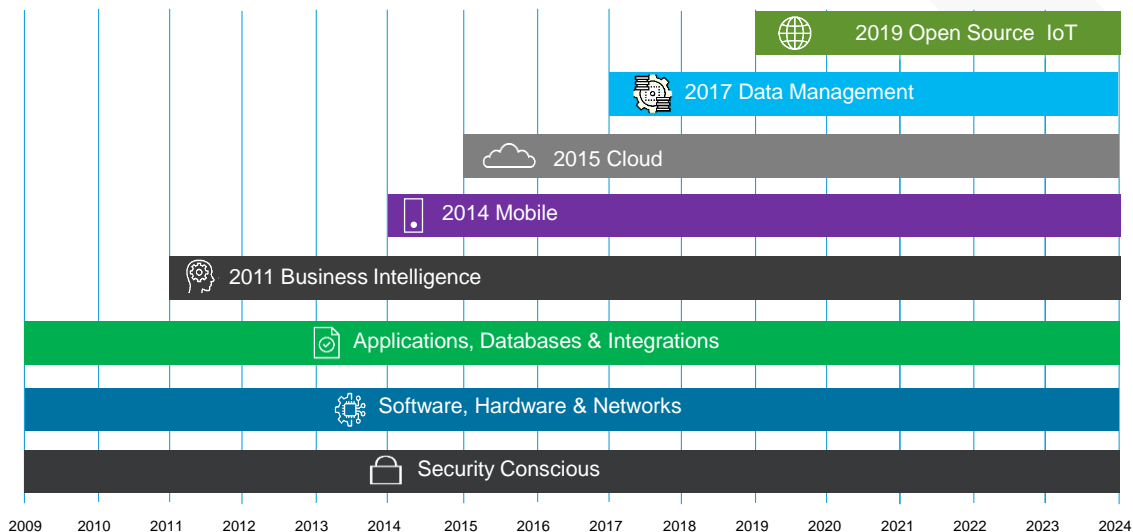 2019 Open Source IoT
2017 Data Management
2015 Cloud
2014 Mobile
2011 Business Intelligence
Applications, Databases & Integrations
Software, Hardware & Networks
Security Conscious
2009 2010 2011 2012 2013 2014 2015 2016 2017 2018 2019 2020 2021 2022 2023 2024